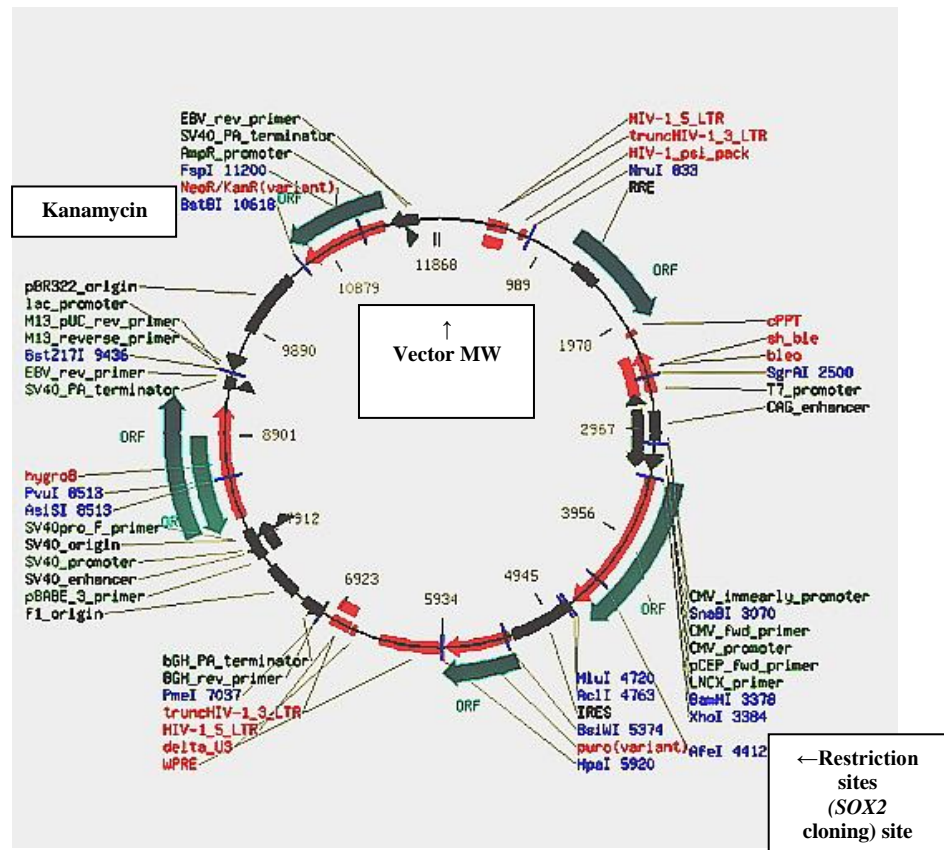 EBV_rev_primer
SV40_PA_terminator
AmpR_promoter
FspI 11200
NeoR/KanR(variant)
BstBI 10618
ORF
Kanamycin
HIV-1_5_LTR
truncHIV-1_3_LTR
HIV-1_psi_pack
NruI 833
RRE
ORF
11868
989
10879
1978
pBR322_origin
lac_promoter
M13_pUC_rev_primer
M13_reverse_primer
Bst217I 9436
EBV_rev_primer
SV40_PA_terminator
9890
↑
Vector MW
cPPT
sh_ble
bleo
SgrAI 2500
T7_promoter
CAG_enhancer
2967
ORF
8901
hygroB
PvuI 8513
AsiSI 8513
SV40pro_F_primer
SV40_origin
SV40_promoter
SV40_enhancer
pBABE_3_primer
F1_origin
ORF
7912
3956
6923
5934
4945
ORF
CMV_immearly_promoter
SnaBI 3070
CMV_fwd_primer
CMV_promoter
pCEP_fwd_primer
LNCX_primer
BamHI 3378
XhoI 3384
AfeI 4412
bGH_PA_terminator
BGH_rev_primer
PmeI 7037
truncHIV-1_3_LTR
HIV-1_5_LTR
delta_U3
WPRE
ORF
MluI 4720
AclI 4763
IRES
BsiWI 5374
puro(variant)
HpaI 5920
←Restriction
sites
(SOX2
cloning) site